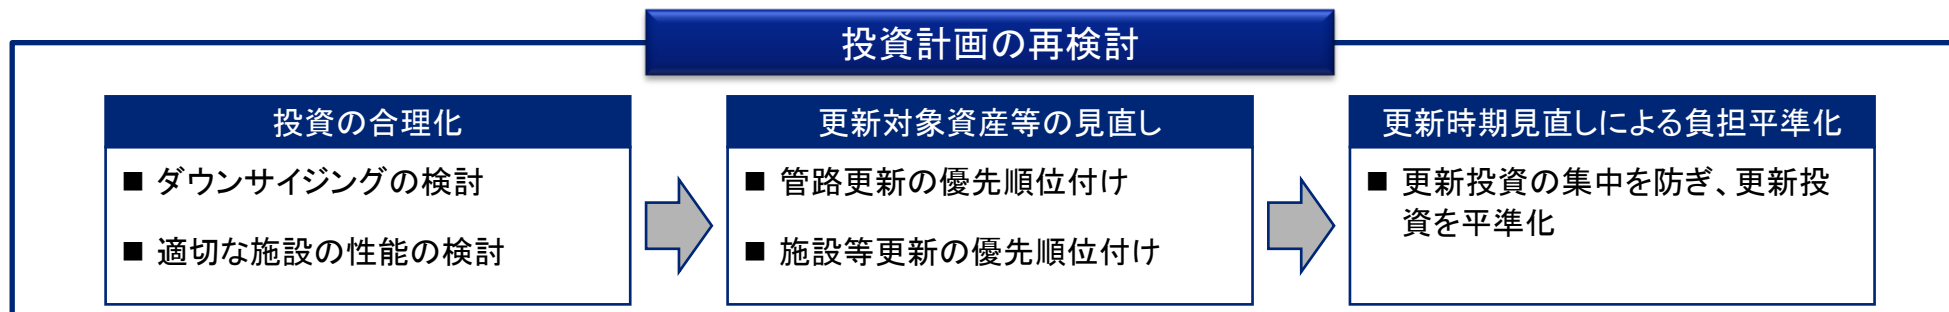 投資計画の再検討
投資の合理化
■ ダウンサイジングの検討
■ 適切な施設の性能の検討
更新対象資産等の見直し
■ 管路更新の優先順位付け
■ 施設等更新の優先順位付け
更新時期見直しによる負担平準化
■ 更新投資の集中を防ぎ、更新投
資を平準化